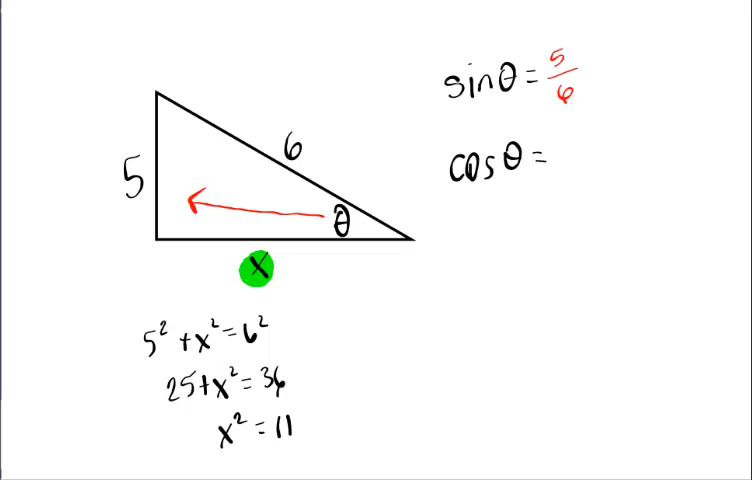 sinθ = 5/6
cosθ =
5
6
θ
x
5² + x² = 6²
25 + x² = 36
x² = 11